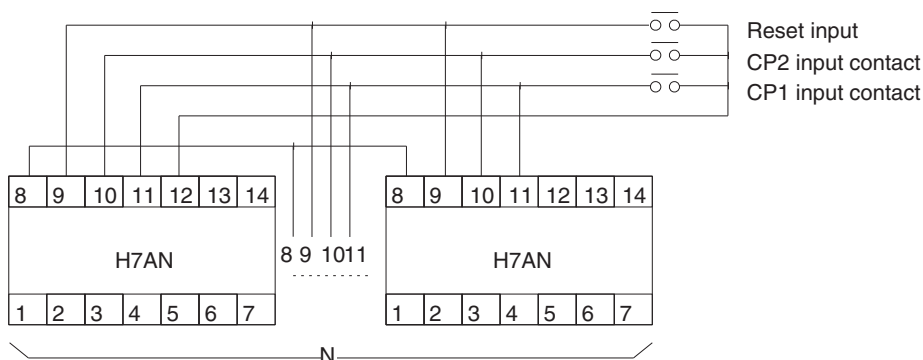 Reset input
CP2 input contact
CP1 input contact
8 9 10 11 12 13 14
8 9 10 11 12 13 14
H7AN
8 9 10 11
H7AN
1 2 3 4 5 6 7
1 2 3 4 5 6 7
N